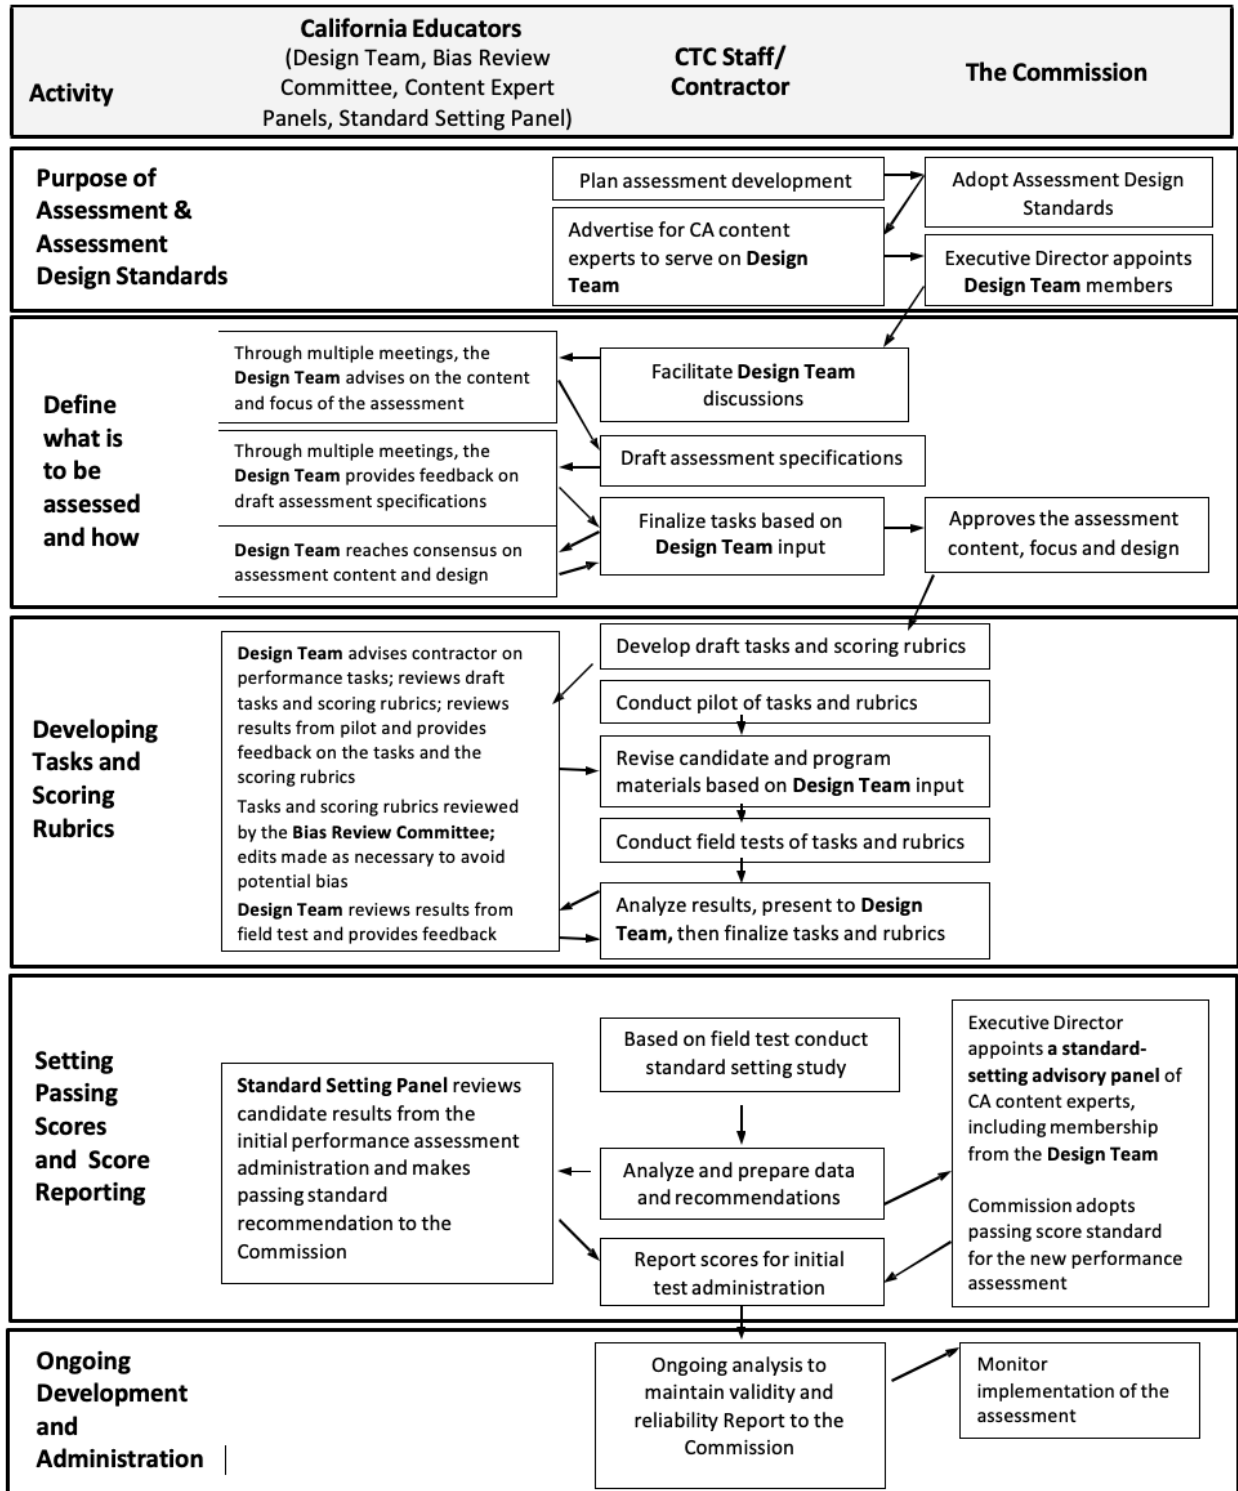 Activity
California Educators
(Design Team, Bias Review
Committee, Content Expert
Panels, Standard Setting Panel)
CTC Staff/
Contractor
The Commission
Purpose of
Assessment &
Assessment
Design Standards
Plan assessment development
Adopt Assessment Design
Standards
Advertise for CA content
experts to serve on Design
Team
Executive Director appoints
Design Team members
Define
what is
to be
assessed
and how
Through multiple meetings, the
Design Team advises on the content
and focus of the assessment
Facilitate Design Team
discussions
Through multiple meetings, the
Design Team provides feedback on
draft assessment specifications
Draft assessment specifications
Design Team reaches consensus on
assessment content and design
Finalize tasks based on
Design Team input
Approves the assessment
content, focus and design
Developing
Tasks and
Scoring
Rubrics
Design Team advises contractor on
performance tasks; reviews draft
tasks and scoring rubrics; reviews
results from pilot and provides
feedback on the tasks and the
scoring rubrics
Tasks and scoring rubrics reviewed
by the Bias Review Committee;
edits made as necessary to avoid
potential bias
Design Team reviews results from
field test and provides feedback
Develop draft tasks and scoring rubrics
Conduct pilot of tasks and rubrics
Revise candidate and program
materials based on Design Team input
Conduct field tests of tasks and rubrics
Analyze results, present to Design
Team, then finalize tasks and rubrics
Setting
Passing
Scores
and Score
Reporting
Standard Setting Panel reviews
candidate results from the
initial performance assessment
administration and makes
passing standard
recommendation to the
Commission
Based on field test conduct
standard setting study
Analyze and prepare data
and recommendations
Report scores for initial
test administration
Executive Director
appoints a standard-
setting advisory panel of
CA content experts,
including membership
from the Design Team
Commission adopts
passing score standard
for the new performance
assessment
Ongoing
Development
and
Administration
Ongoing analysis to
maintain validity and
reliability Report to the
Commission
Monitor
implementation of the
assessment